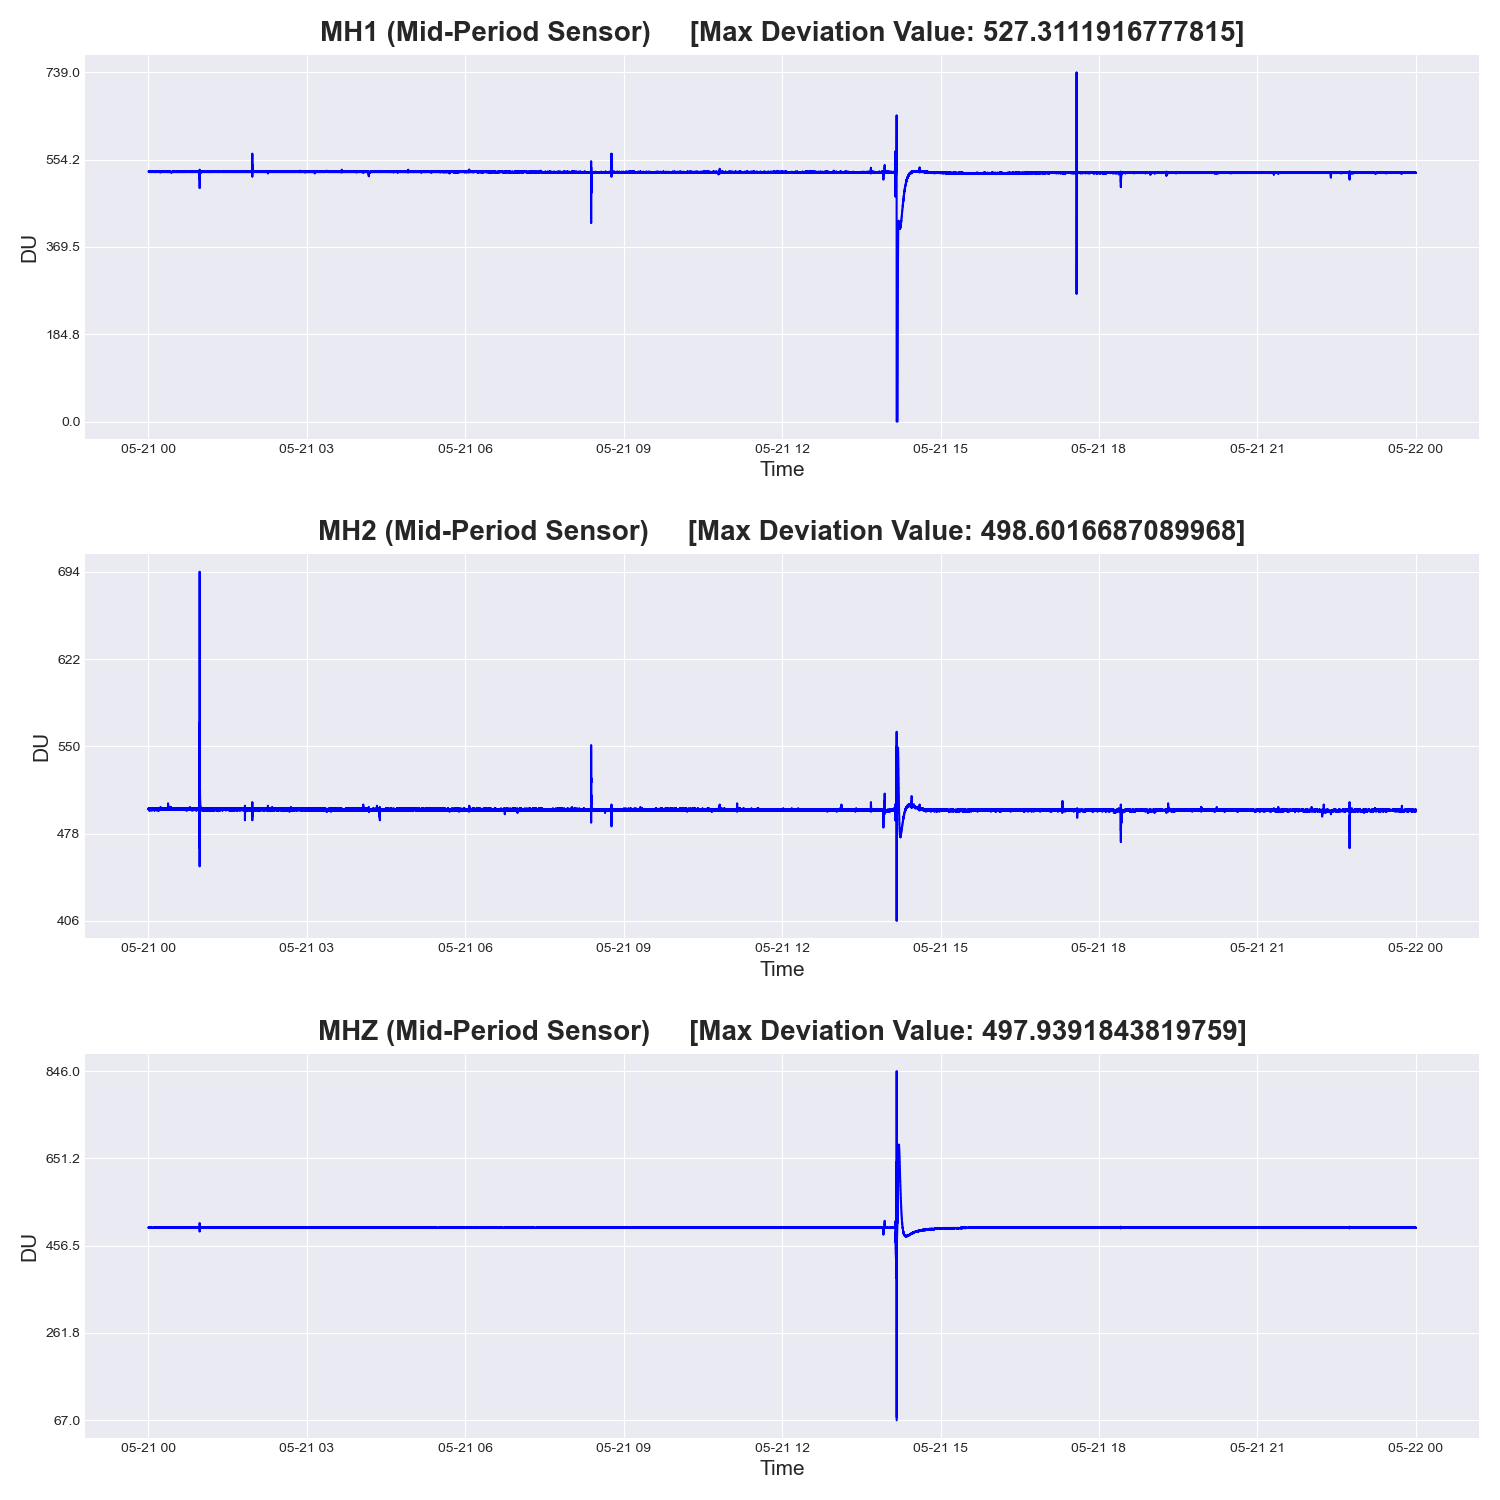 MH1 (Mid-Period Sensor) [Max Deviation Value: 527.3111916777815]
739.0
554.2
369.5
184.8
0.0
DU
05-21 00 05-21 03 05-21 06 05-21 09 05-21 12 05-21 15 05-21 18 05-21 21 05-22 00
Time
MH2 (Mid-Period Sensor) [Max Deviation Value: 498.6016687089968]
694
622
550
478
406
DU
05-21 00 05-21 03 05-21 06 05-21 09 05-21 12 05-21 15 05-21 18 05-21 21 05-22 00
Time
MHZ (Mid-Period Sensor) [Max Deviation Value: 497.9391843819759]
846.0
651.2
456.5
261.8
67.0
DU
05-21 00 05-21 03 05-21 06 05-21 09 05-21 12 05-21 15 05-21 18 05-21 21 05-22 00
Time